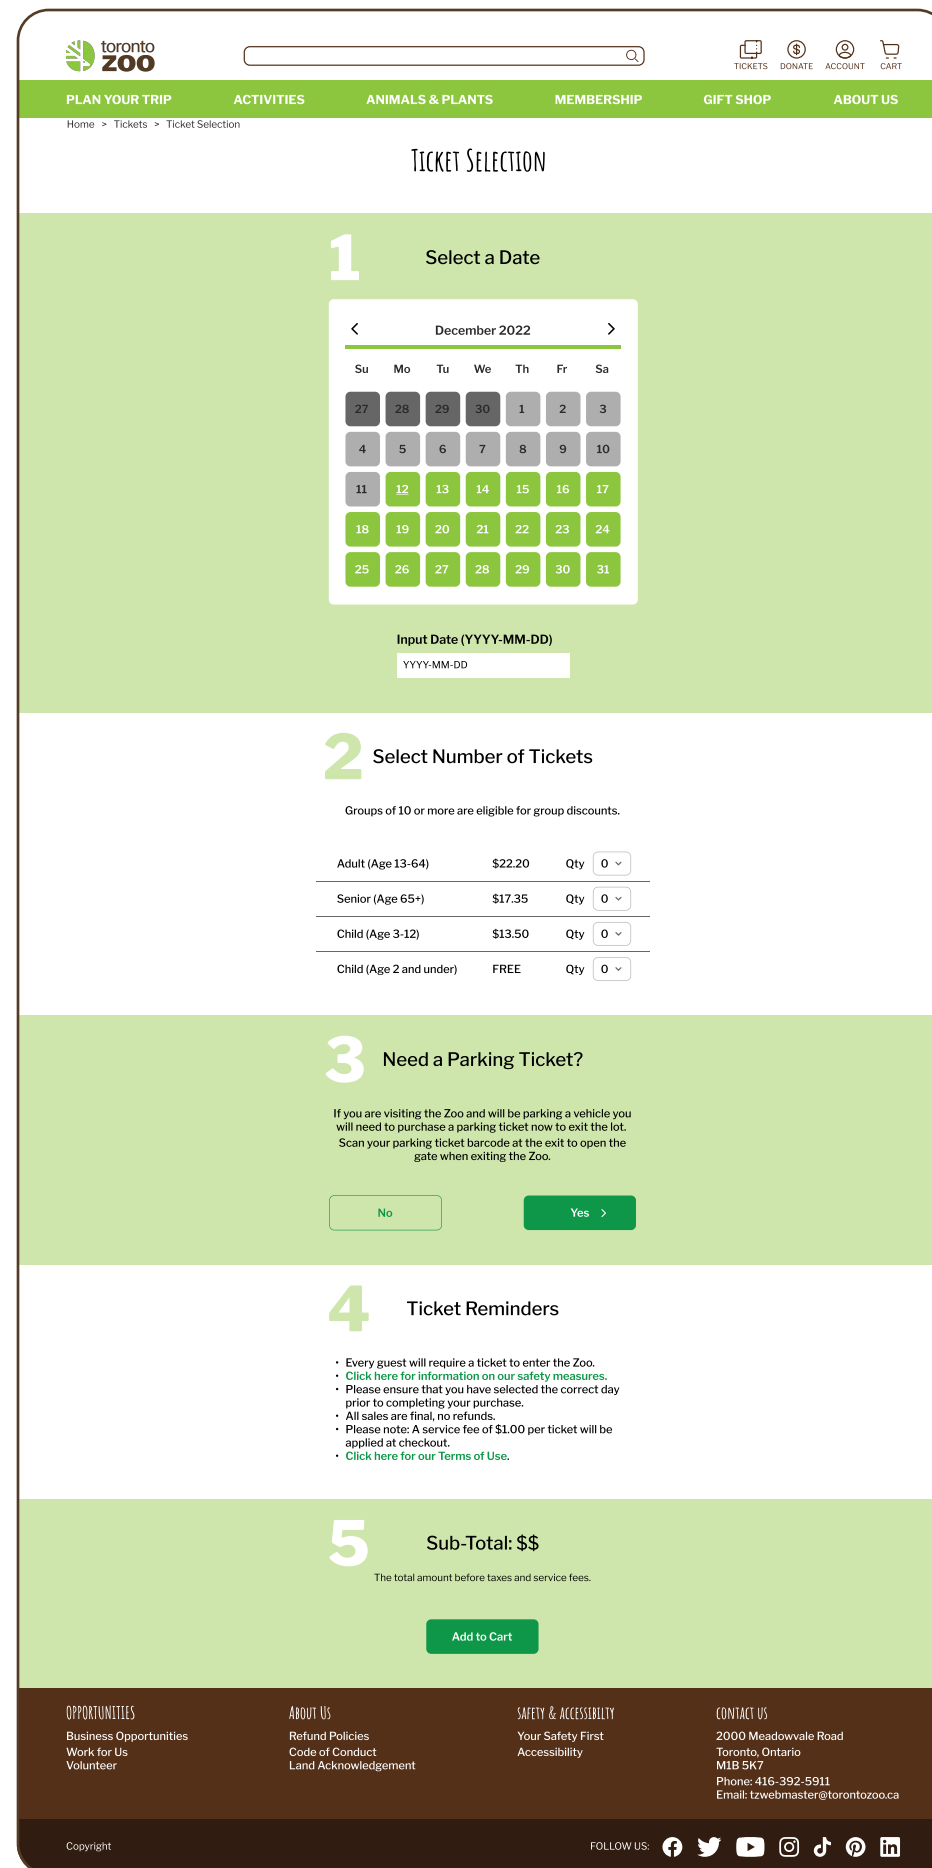 toronto
zoo
TICKETS DONATE ACCOUNT CART
PLAN YOUR TRIP ACTIVITIES ANIMALS & PLANTS MEMBERSHIP GIFT SHOP ABOUT US
Home > Tickets > Ticket Selection
Ticket Selection
1 Select a Date
December 2022
Su Mo Tu We Th Fr Sa
27 28 29 30 1 2 3
4 5 6 7 8 9 10
11 12 13 14 15 16 17
18 19 20 21 22 23 24
25 26 27 28 29 30 31
Input Date (YYYY-MM-DD)
YYYY-MM-DD
2 Select Number of Tickets
Groups of 10 or more are eligible for group discounts.
Adult (Age 13-64) $22.20 Qty 0
Senior (Age 65+) $17.35 Qty 0
Child (Age 3-12) $13.50 Qty 0
Child (Age 2 and under) FREE Qty 0
3 Need a Parking Ticket?
If you are visiting the Zoo and will be parking a vehicle you
will need to purchase a parking ticket now to exit the lot.
Scan your parking ticket barcode at the exit to open the
gate when exiting the Zoo.
No Yes >
4 Ticket Reminders
• Every guest will require a ticket to enter the Zoo.
• Click here for information on our safety measures.
• Please ensure that you have selected the correct day
prior to completing your purchase.
• All sales are final, no refunds.
• Please note: A service fee of $1.00 per ticket will be
applied at checkout.
• Click here for our Terms of Use.
5 Sub-Total: $$
The total amount before taxes and service fees.
Add to Cart
OPPORTUNITIES
Business Opportunities
Work for Us
Volunteer
About Us
Refund Policies
Code of Conduct
Land Acknowledgement
SAFETY & ACCESSIBILTY
Your Safety First
Accessibility
CONTACT US
2000 Meadowvale Road
Toronto, Ontario
M1B 5K7
Phone: 416-392-5911
Email: tzwebmaster@torontozoo.ca
Copyright
FOLLOW US: